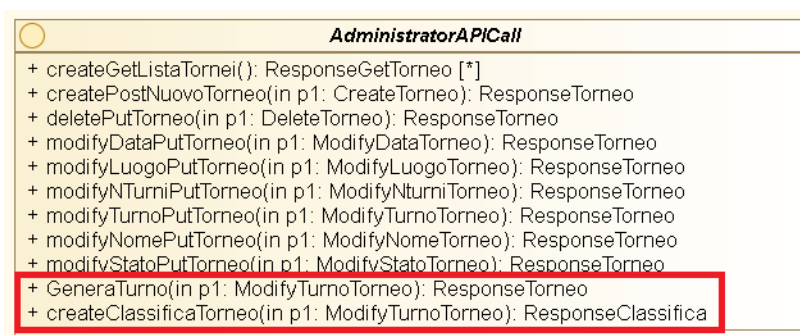 AdministratorAPICall
+ createGetListaTornei(): ResponseGetTorneo [*]
+ createPostNuovoTorneo(in p1: CreateTorneo): ResponseTorneo
+ deletePutTorneo(in p1: DeleteTorneo): ResponseTorneo
+ modifyDataPutTorneo(in p1: ModifyDataTorneo): ResponseTorneo
+ modifyLuogoPutTorneo(in p1: ModifyLuogoTorneo): ResponseTorneo
+ modifyNTurniPutTorneo(in p1: ModifyNturniTorneo): ResponseTorneo
+ modifyTurnoPutTorneo(in p1: ModifyTurnoTorneo): ResponseTorneo
+ modifyNomePutTorneo(in p1: ModifyNomeTorneo): ResponseTorneo
+ modifyStatoPutTorneo(in p1: ModifyStatoTorneo): ResponseTorneo
+ GeneraTurno(in p1: ModifyTurnoTorneo): ResponseTorneo
+ createClassificaTorneo(in p1: ModifyTurnoTorneo): ResponseClassifica